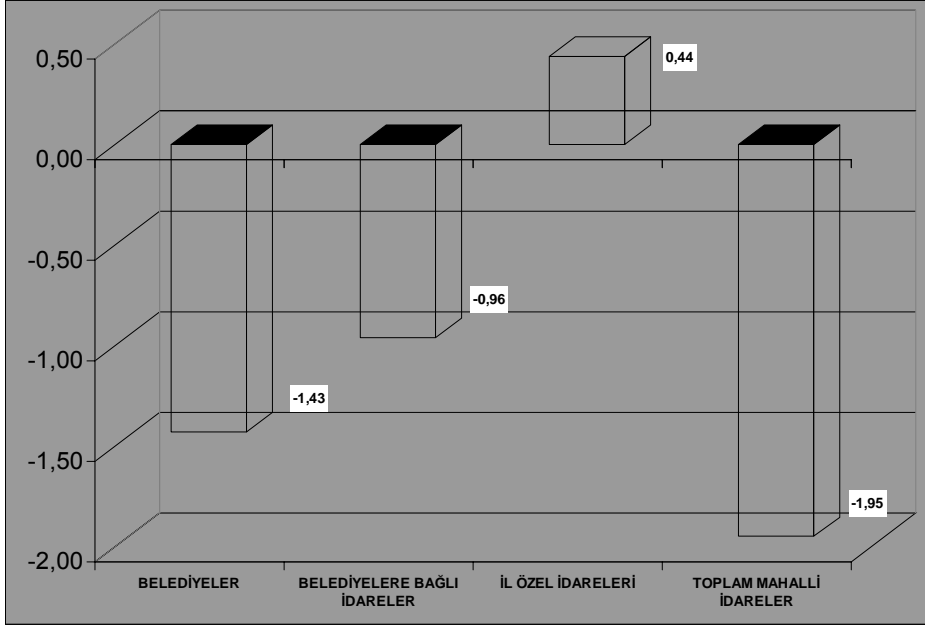 0,50
0,00
-0,50
-1,00
-1,50
-2,00
0,44
-0,96
-1,43
-1,95
BELEDİYELER
BELEDİYELERE BAĞLI
İDARELER
İL ÖZEL İDARELERİ
TOPLAM MAHALLİ
İDARELER